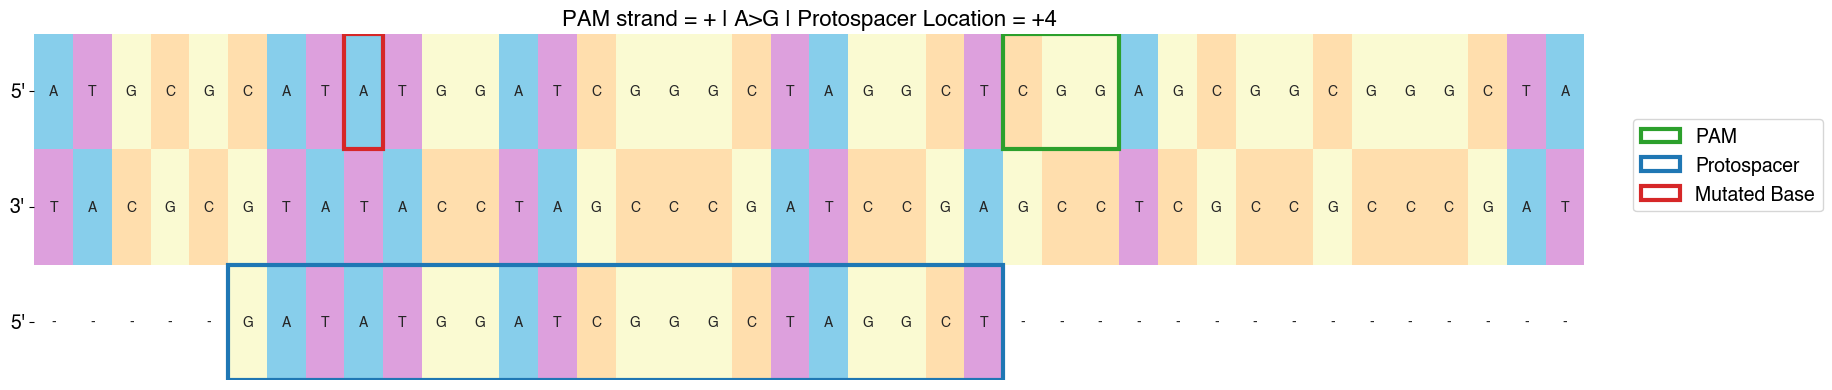 PAM strand = + | A>G | Protospacer Location = +4
5' A T G C G C A T A T G G A T C G G G C T A G G C T C G G A G C G G C G G G C T A
3' T A C G C G T A T A C C T A G C C C G A T C C G A G C C T C G C C G C C C G A T
5' - - - - - G A T A T G G A T C G G G C T A G G C T - - - - - - - - - - - - - - -
PAM
Protospacer
Mutated Base